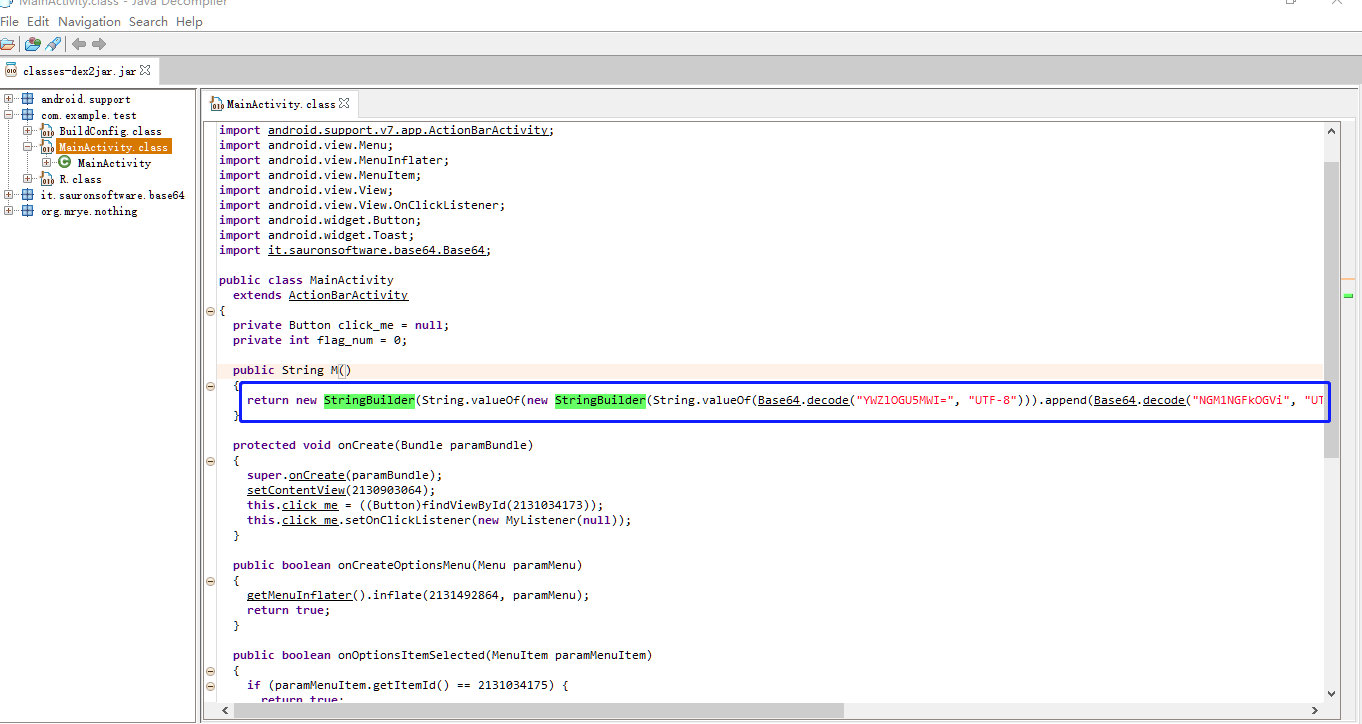 MainActivity.class - Java Decompiler
File Edit Navigation Search Help
classes-dex2jar.jar
android.support
com.example.test
BuildConfig.class
MainActivity.class
MainActivity
R.class
it.sauronsoftware.base64
org.mrye.nothing
MainActivity.class
import android.support.v7.app.ActionBarActivity;
import android.view.Menu;
import android.view.MenuInflater;
import android.view.MenuItem;
import android.view.View;
import android.view.View.OnClickListener;
import android.widget.Button;
import android.widget.Toast;
import it.sauronsoftware.base64.Base64;
public class MainActivity
extends ActionBarActivity
{
private Button click_me = null;
private int flag_num = 0;
public String M()
{
return new StringBuilder(String.valueOf(new StringBuilder(String.valueOf(Base64.decode("YWZlOGU5MWI=", "UTF-8"))).append(Base64.decode("NGM1NGFkOGVi", "UT
}
protected void onCreate(Bundle paramBundle)
{
super.onCreate(paramBundle);
setContentView(2130903064);
this.click_me = ((Button)findViewById(2131034173));
this.click_me.setOnClickListener(new MyListener(null));
}
public boolean onCreateOptionsMenu(Menu paramMenu)
{
getMenuInflater().inflate(2131492864, paramMenu);
return true;
}
public boolean onOptionsItemSelected(MenuItem paramMenuItem)
{
if (paramMenuItem.getItemId() == 2131034175) {
return true;